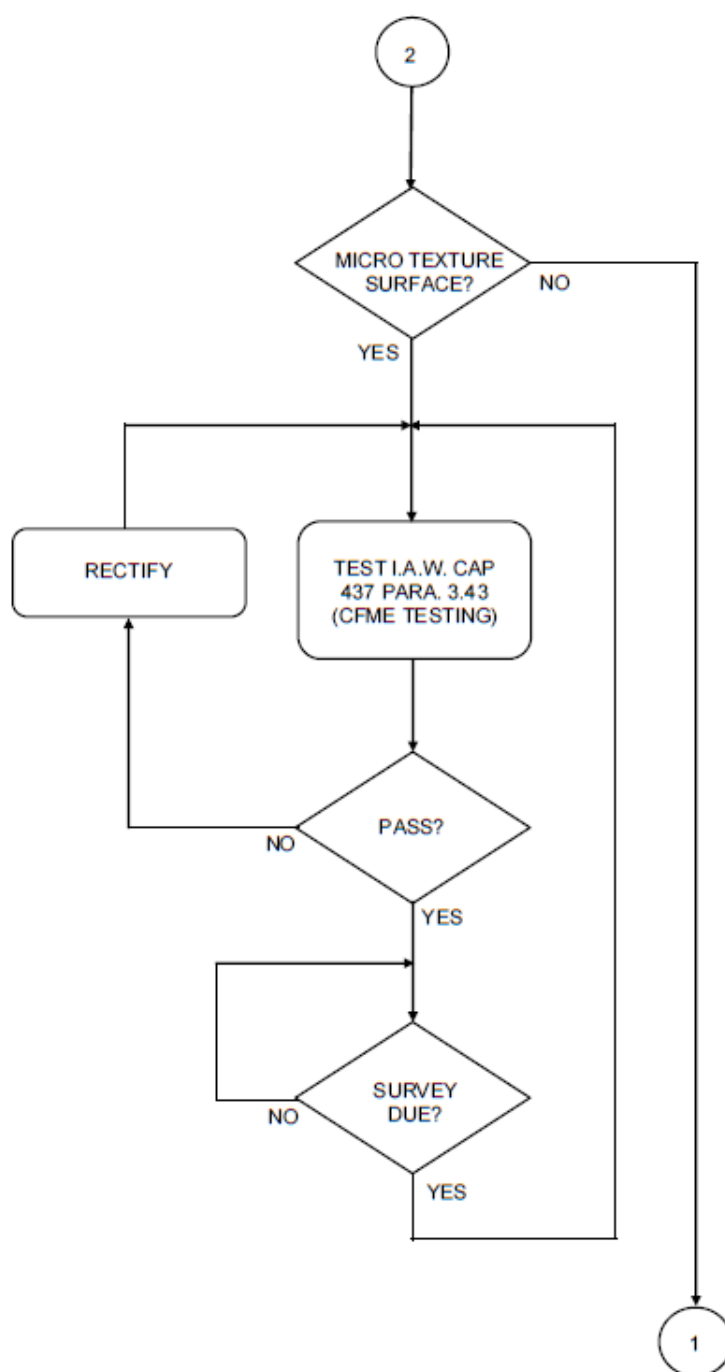 2
MICRO TEXTURE
SURFACE?
NO
YES
RECTIFY
TEST I.A.W. CAP
437 PARA. 3.43
(CFME TESTING)
PASS?
NO
YES
SURVEY
DUE?
NO
YES
1